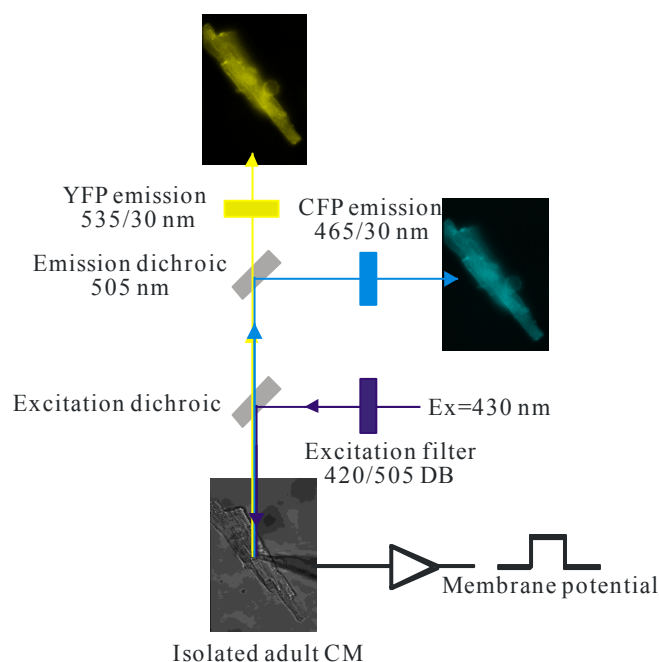 YFP emission
535/30 nm
CFP emission
465/30 nm
Emission dichroic
505 nm
Excitation dichroic
Ex=430 nm
Excitation filter
420/505 DB
Membrane potential
Isolated adult CM